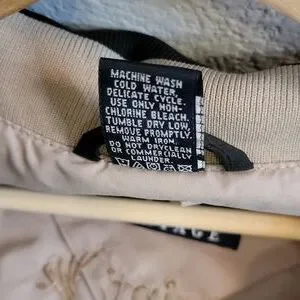 MACHINE WASH
COLD WATER,
DELICATE CYCLE.
USE ONLY NON-
CHLORINE BLEACH.
TUMBLE DRY LOW,
REMOVE PROMPTLY.
WARM IRON.
DO NOT DRYCLEAN
OR COMMERCIALLY
LAUNDER.